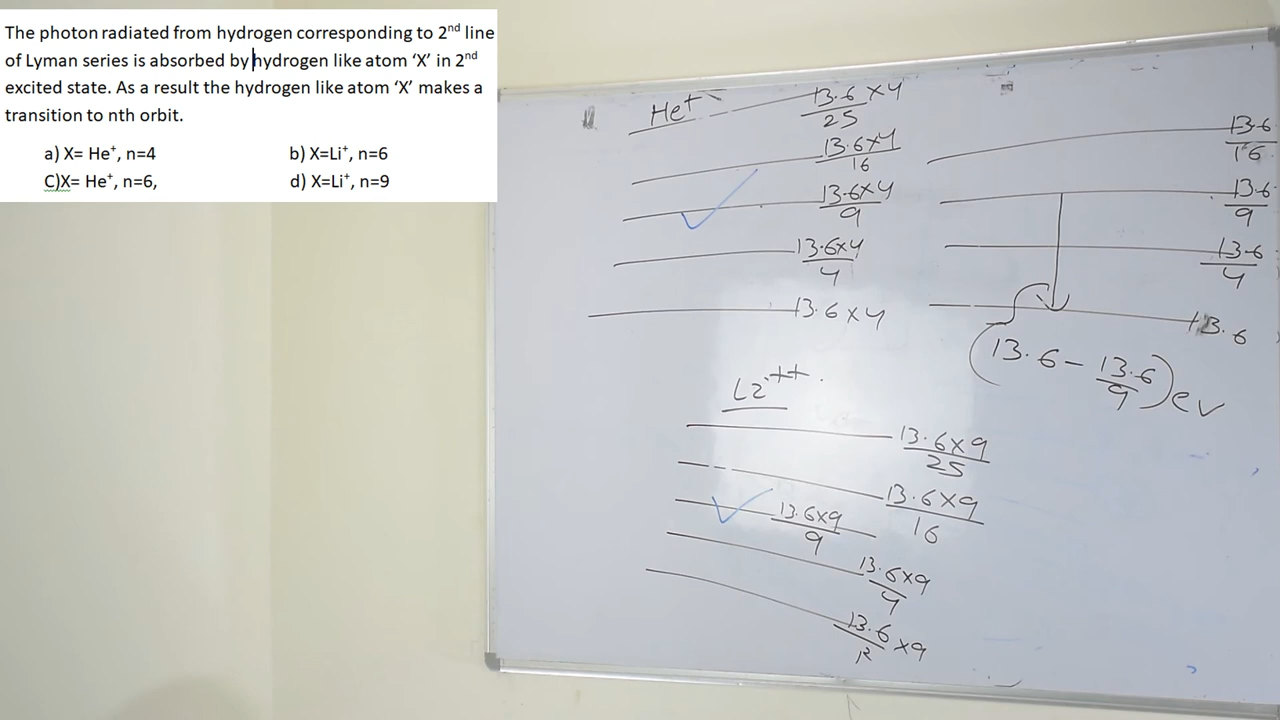 The photon radiated from hydrogen corresponding to 2nd line
of Lyman series is absorbed by hydrogen like atom ‘X’ in 2nd
excited state. As a result the hydrogen like atom ‘X’ makes a
transition to nth orbit.
a) X= He+, n=4 b) X=Li+, n=6
C)X= He+, n=6, d) X=Li+, n=9
He+
13.6 x 4 / 25
13.6 x 4 / 16
13.6 x 4 / 9
13.6 x 4 / 4
13.6 x 4
13.6 / 16
13.6 / 9
13.6 / 4
13.6
(13.6 - 13.6 / 9) ev
Li++
13.6 x 9 / 25
13.6 x 9 / 16
13.6 x 9 / 9
13.6 x 9 / 4
13.6 / 1² x 9